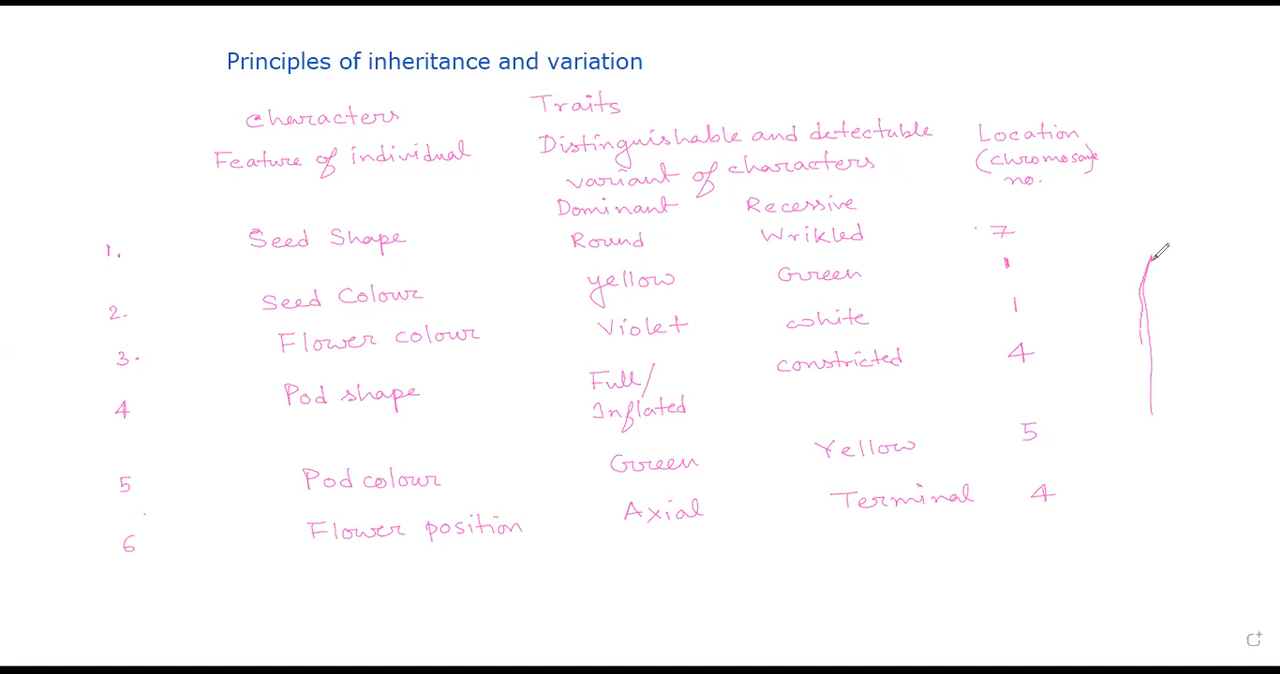 Principles of inheritance and variation
Characters Traits
Feature of individual Distinguishable and detectable Location
variant of characters (chromosome
no.
Dominant Recessive
1. Seed Shape Round Wrikled 7
2. Seed Colour yellow Green 1
3. Flower colour Violet white 1
4 Pod shape Full/ constricted 4
Inflated
5 Pod colour Green Yellow 5
6 Flower position Axial Terminal 4